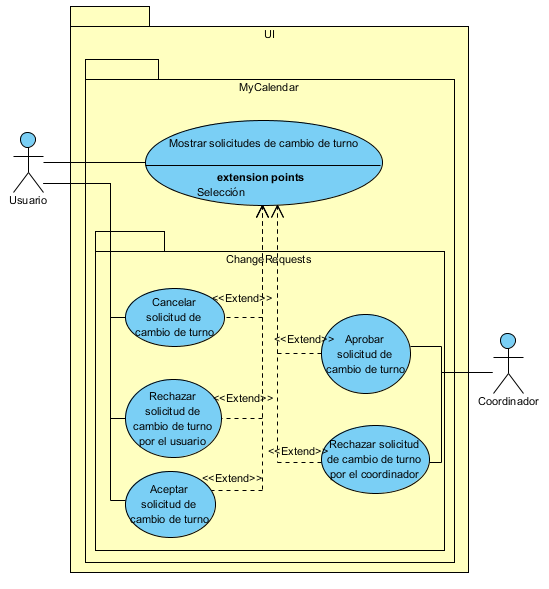 UI
MyCalendar
Mostrar solicitudes de cambio de turno
extension points
Selección
Usuario
ChangeRequests
Cancelar
solicitud de
cambio de turno
<<Extend>>
<<Extend>>
Aprobar
solicitud de
cambio de turno
Coordinador
Rechazar
solicitud de
cambio de turno
por el usuario
<<Extend>>
<<Extend>>
Rechazar solicitud
de cambio de turno
por el coordinador
Aceptar
solicitud de
cambio de turno
<<Extend>>